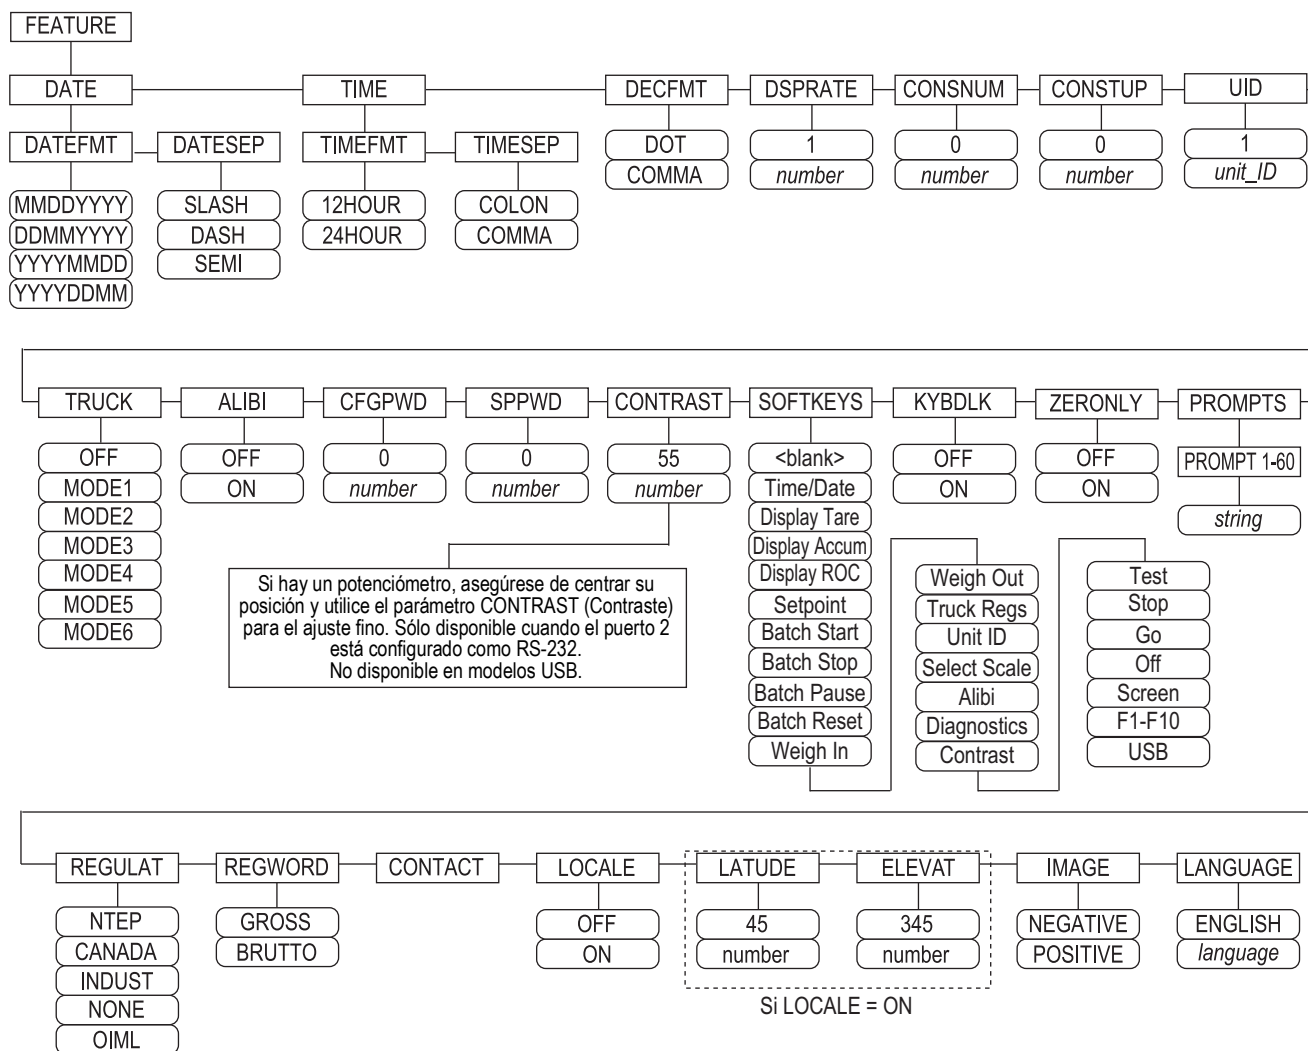 FEATURE
DATE TIME DECFMT DSPRATE CONSNUM CONSTUP UID
DATEFMT DATESEP TIMEFMT TIMESEP DOT 1 0 0 1
COMMA number number number unit_ID
MMDDYYYY SLASH 12HOUR COLON
DDMMYYYY DASH 24HOUR COMMA
YYYYMMDD SEMI
YYYYDDMM
TRUCK ALIBI CFGPWD SPPWD CONTRAST SOFTKEYS KYBDLK ZERONLY PROMPTS
OFF OFF 0 0 55 <blank> OFF OFF PROMPT 1-60
MODE1 ON number number number Time/Date ON ON
MODE2 Display Tare string
MODE3 Display Accum
MODE4 Display ROC
MODE5 Setpoint
MODE6 Batch Start
Batch Stop
Batch Pause
Batch Reset
Weigh In
Si hay un potenciómetro, asegúrese de centrar su
posición y utilice el parámetro CONTRAST (Contraste)
para el ajuste fino. Sólo disponible cuando el puerto 2
está configurado como RS-232.
No disponible en modelos USB.
Weigh Out
Truck Regs
Unit ID
Select Scale
Alibi
Diagnostics
Contrast
Test
Stop
Go
Off
Screen
F1-F10
USB
REGULAT REGWORD CONTACT LOCALE LATUDE ELEVAT IMAGE LANGUAGE
NTEP GROSS OFF 45 345 NEGATIVE ENGLISH
CANADA BRUTTO ON number number POSITIVE language
INDUST
NONE
OIML
Si LOCALE = ON